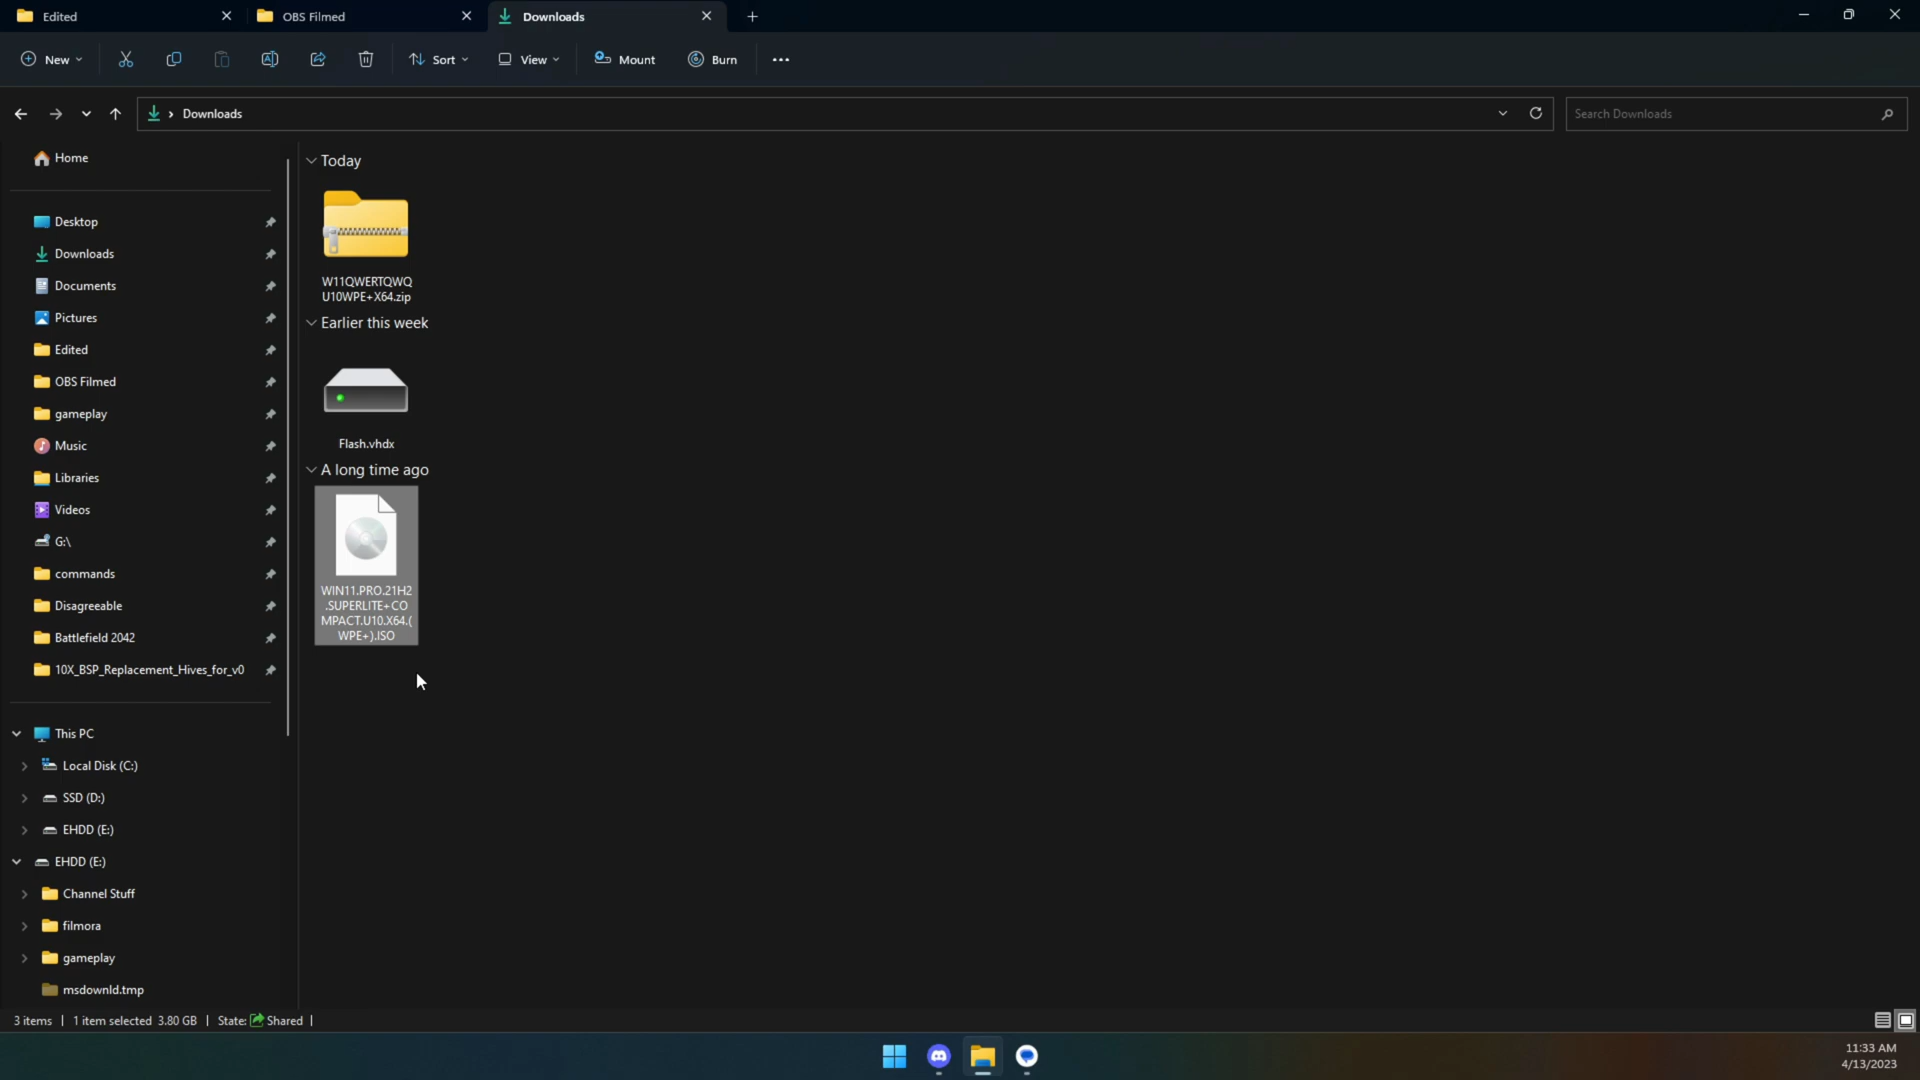 Edited
OBS Filmed
Downloads
New
Sort
View
Mount
Burn
Downloads
Search Downloads
Home
Desktop
Downloads
Documents
Pictures
Edited
OBS Filmed
gameplay
Music
Libraries
Videos
G:\
commands
Disagreeable
Battlefield 2042
10X_BSP_Replacement_Hives_for_v0
This PC
Local Disk (C:)
SSD (D:)
EHDD (E:)
EHDD (E:)
Channel Stuff
filmora
gameplay
msdownld.tmp
Today
W11QWERTQWQ
U10WPE+X64.zip
Earlier this week
Flash.vhdx
A long time ago
WIN11.PRO.21H2
.SUPERLITE+CO
MPACT.U10.X64.(
WPE+).ISO
3 items | 1 item selected 3.80 GB | State: Shared |
11:33 AM
4/13/2023